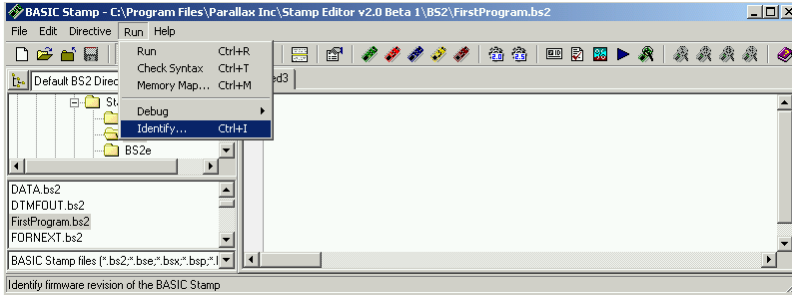 BASIC Stamp - C:\Program Files\Parallax Inc\Stamp Editor v2.0 Beta 1\BS2\FirstProgram.bs2
File Edit Directive Run Help
Run Ctrl+R
Check Syntax Ctrl+T
Memory Map... Ctrl+M
Debug
Identify... Ctrl+I
Default BS2 Direc
ed3
St
BS2e
DATA.bs2
DTMFOUT.bs2
FirstProgram.bs2
FORNEXT.bs2
BASIC Stamp files (*.bs2;*.bse;*.bsx;*.bsp;*.
Identify firmware revision of the BASIC Stamp